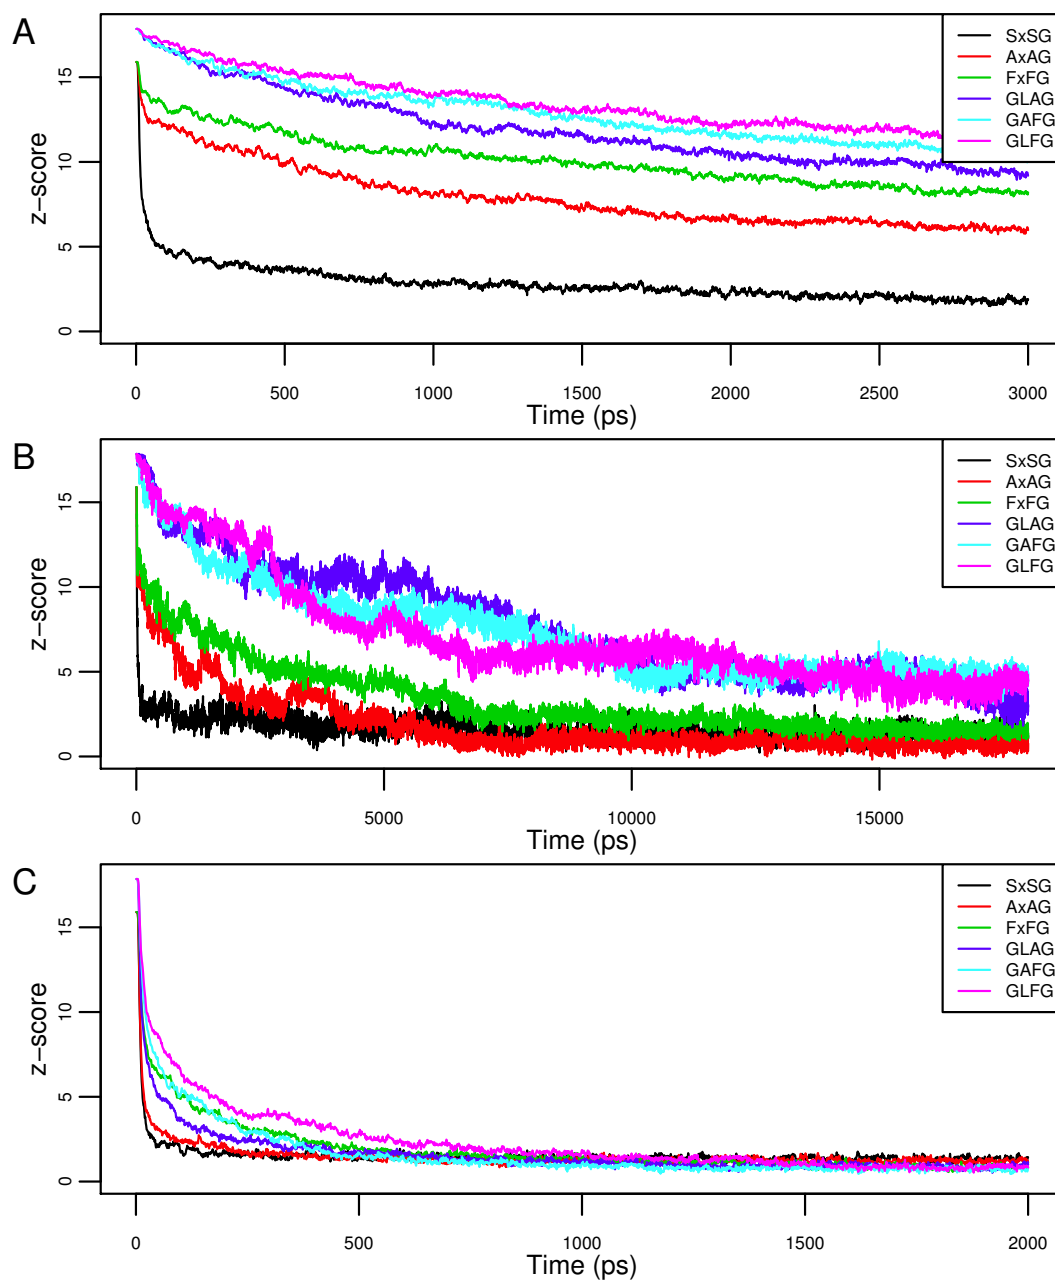 A
z−score
0
5
10
15
0
500
1000
1500
2000
2500
3000
Time (ps)
SxSG
AxAG
FxFG
GLAG
GAFG
GLFG
B
z−score
0
5
10
15
0
5000
10000
15000
Time (ps)
SxSG
AxAG
FxFG
GLAG
GAFG
GLFG
C
z−score
0
5
10
15
0
500
1000
1500
2000
Time (ps)
SxSG
AxAG
FxFG
GLAG
GAFG
GLFG